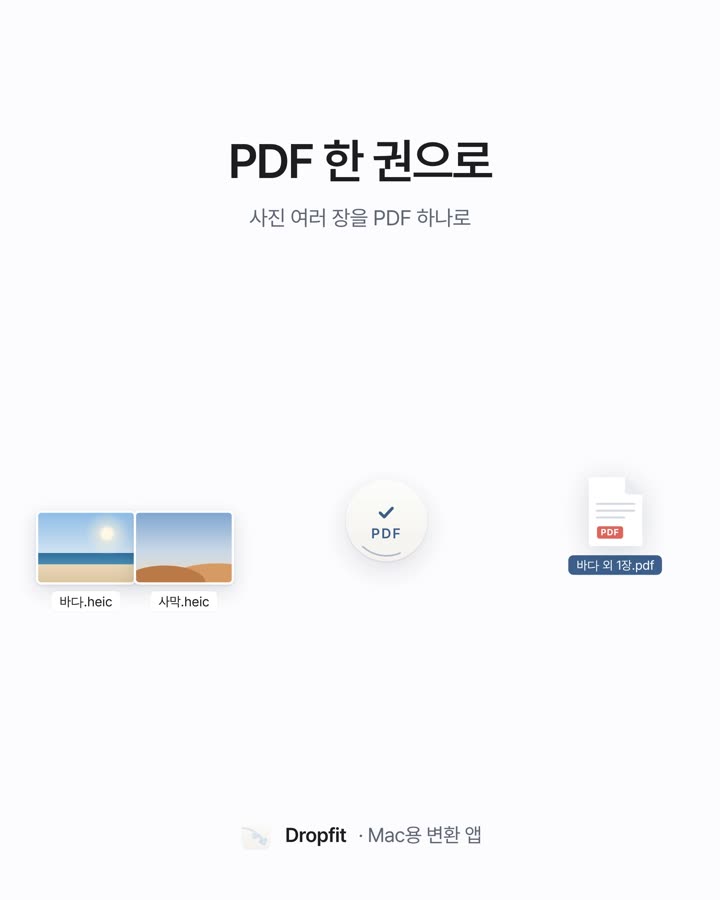 PDF 한 권으로
사진 여러 장을 PDF 하나로
PDF
PDF
바다 외 1장.pdf
바다.heic
사막.heic
Dropfit · Mac용 변환 앱